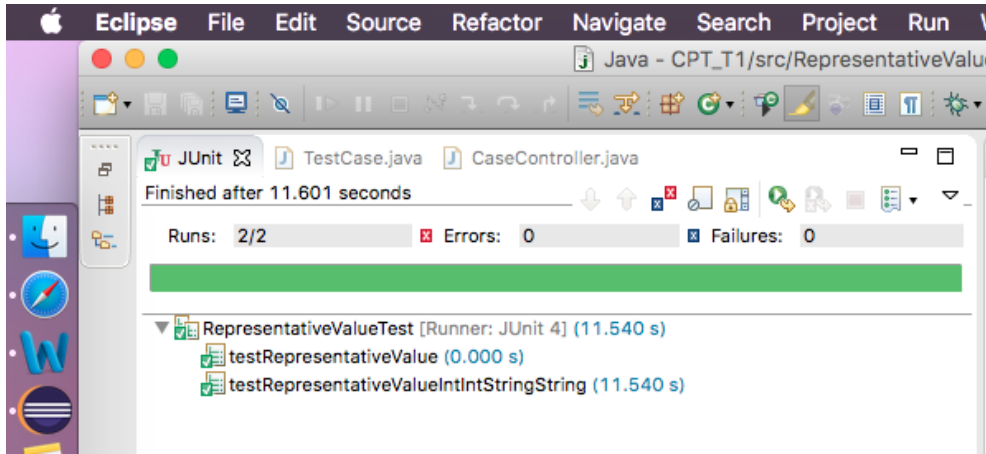 Eclipse File Edit Source Refactor Navigate Search Project Run
Java - CPT_T1/src/RepresentativeValu
JUnit TestCase.java CaseController.java
Finished after 11.601 seconds
Runs: 2/2 Errors: 0 Failures: 0
RepresentativeValueTest [Runner: JUnit 4] (11.540 s)
testRepresentativeValue (0.000 s)
testRepresentativeValueIntIntStringString (11.540 s)